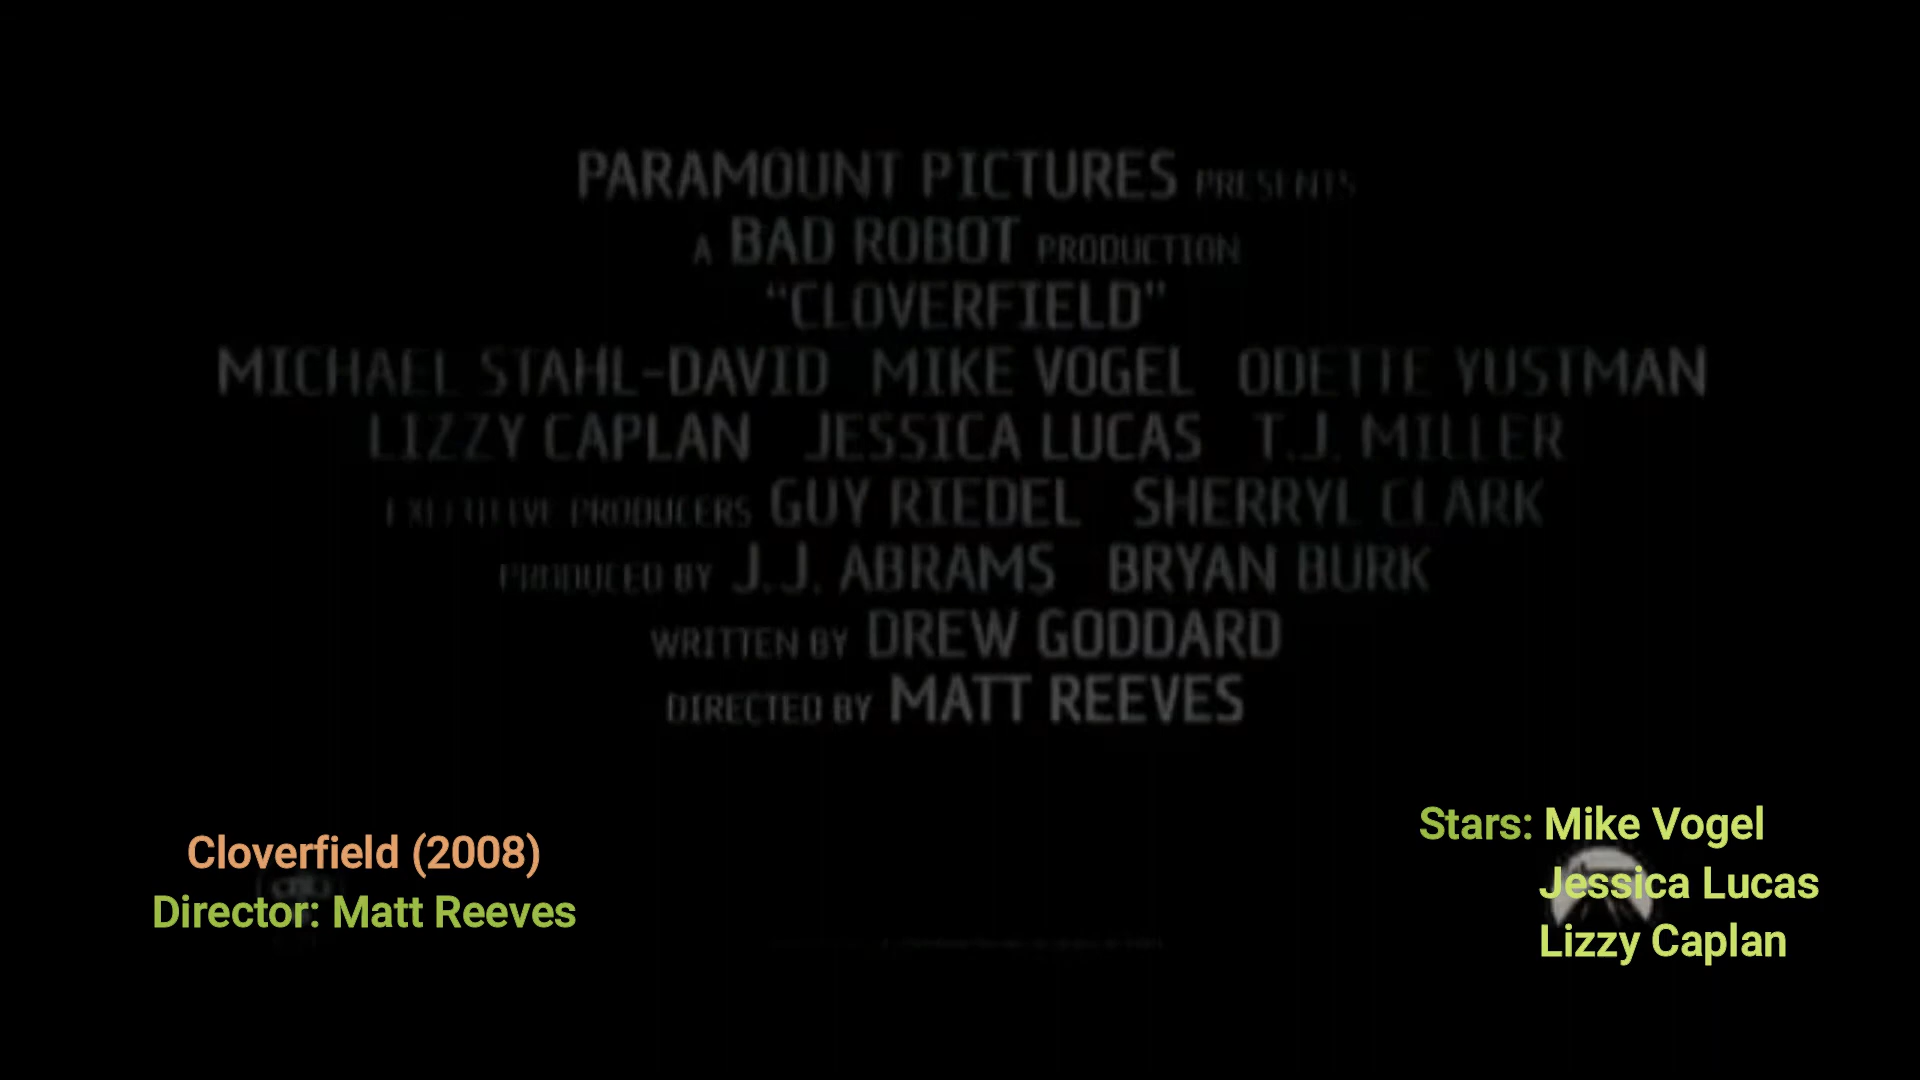 PARAMOUNT PICTURES PRESENTS
A BAD ROBOT PRODUCTION
“CLOVERFIELD”
MICHAEL STAHL-DAVID MIKE VOGEL ODETTE YUSTMAN
LIZZY CAPLAN JESSICA LUCAS T.J. MILLER
EXECUTIVE PRODUCERS GUY RIEDEL SHERRYL CLARK
PRODUCED BY J.J. ABRAMS BRYAN BURK
WRITTEN BY DREW GODDARD
DIRECTED BY MATT REEVES
Cloverfield (2008)
Director: Matt Reeves
Stars: Mike Vogel
Jessica Lucas
Lizzy Caplan